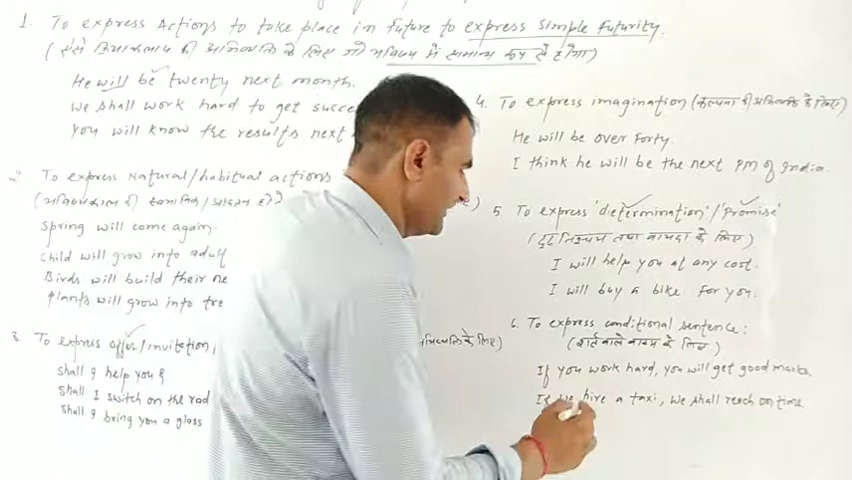 1. To express Actions to take place in future to express simple futurity.
(ऐसे क्रियाकलाप की अभिव्यक्ति के लिए जो भविष्य में सामान्य रूप से होगा)
He will be twenty next month.
We shall work hard to get succe
You will know the results next
2. To express Natural/habitual actions
Spring will come again.
Child will grow into adul
Birds will build their ne
Plants will grow into tre
3. To express offer/invitation,
Shall I help you
Shall I switch on the rad
Shall I bring you a glass
4. To express imagination (कल्पना की अभिव्यक्ति के लिए)
He will be over forty.
I think he will be the next PM of India
5. To express 'determination'/'Promise'
(दृढ़ निश्चय तथा वायदा के लिए)
I will help you at any cost.
I will buy a bike for you.
6. To express conditional sentence:
(शर्त वाले वाक्य के लिए)
If you work hard, you will get good marks.
If we hire a taxi, we shall reach on time